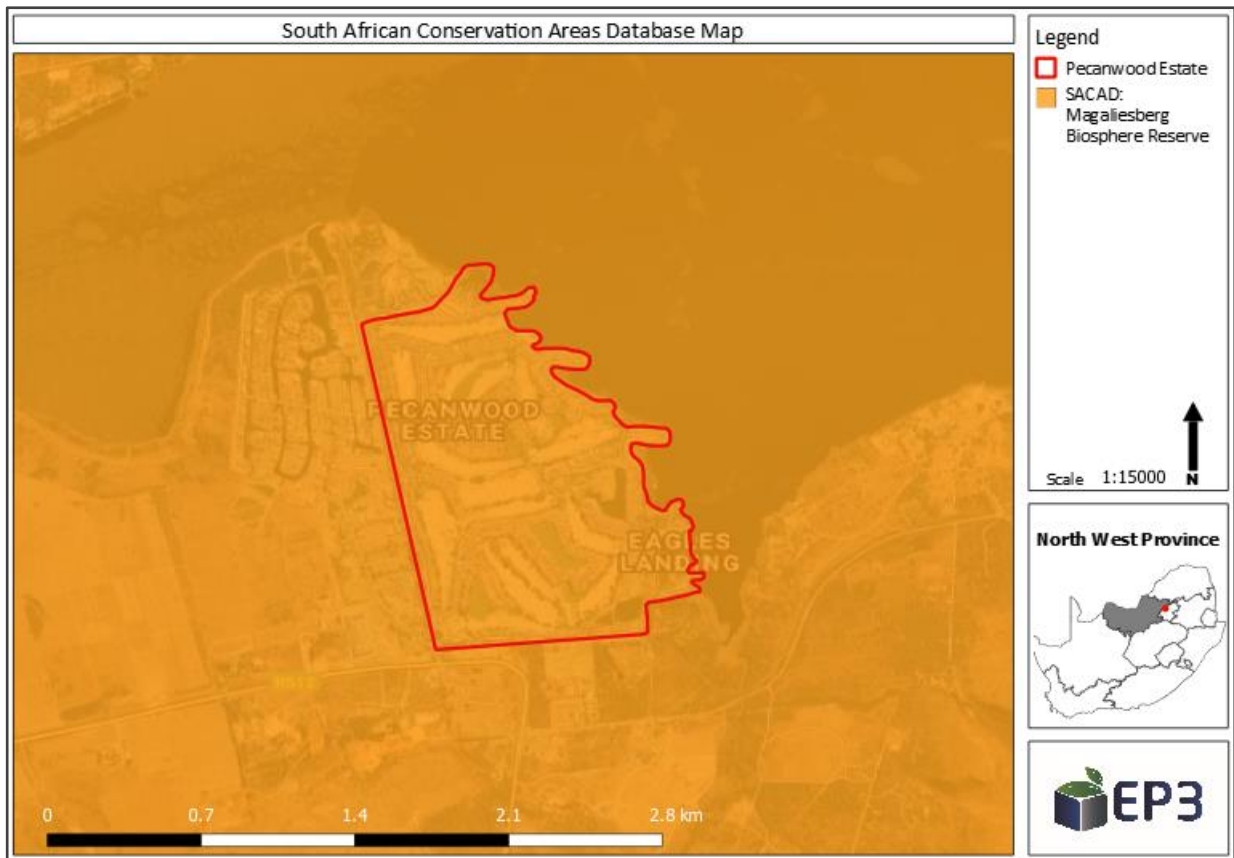 South African Conservation Areas Database Map
PECANWOOD
ESTATE
EAGLES
LANDING
0 0.7 1.4 2.1 2.8 km
Legend
Pecanwood Estate
SACAD:
Magaliesberg
Biosphere Reserve
Scale 1:15000 N
North West Province
EP3